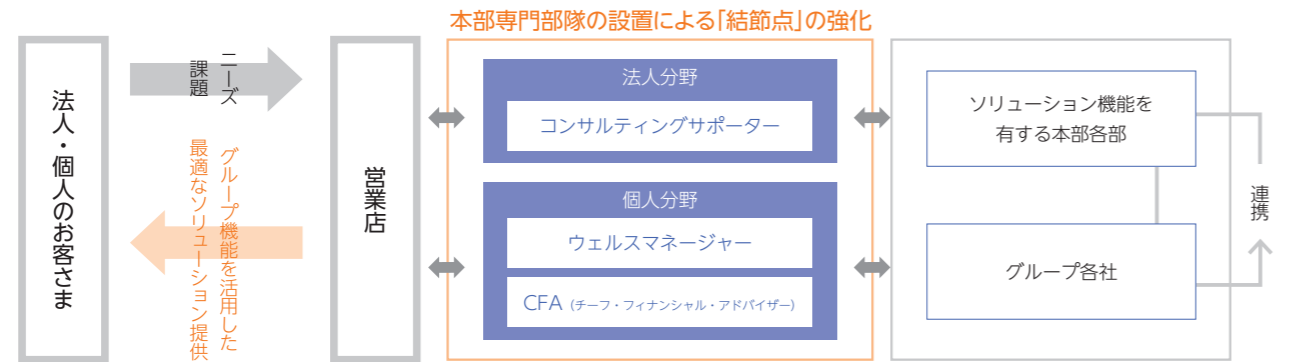 本部専門部隊の設置による「結節点」の強化
法人・個人のお客さま
ニーズ
課題
グループ機能を活用した
最適なソリューション提供
営業店
法人分野
コンサルティングサポーター
個人分野
ウェルスマネージャー
CFA（チーフ・フィナンシャル・アドバイザー）
ソリューション機能を
有する本部各部
グループ各社
連携